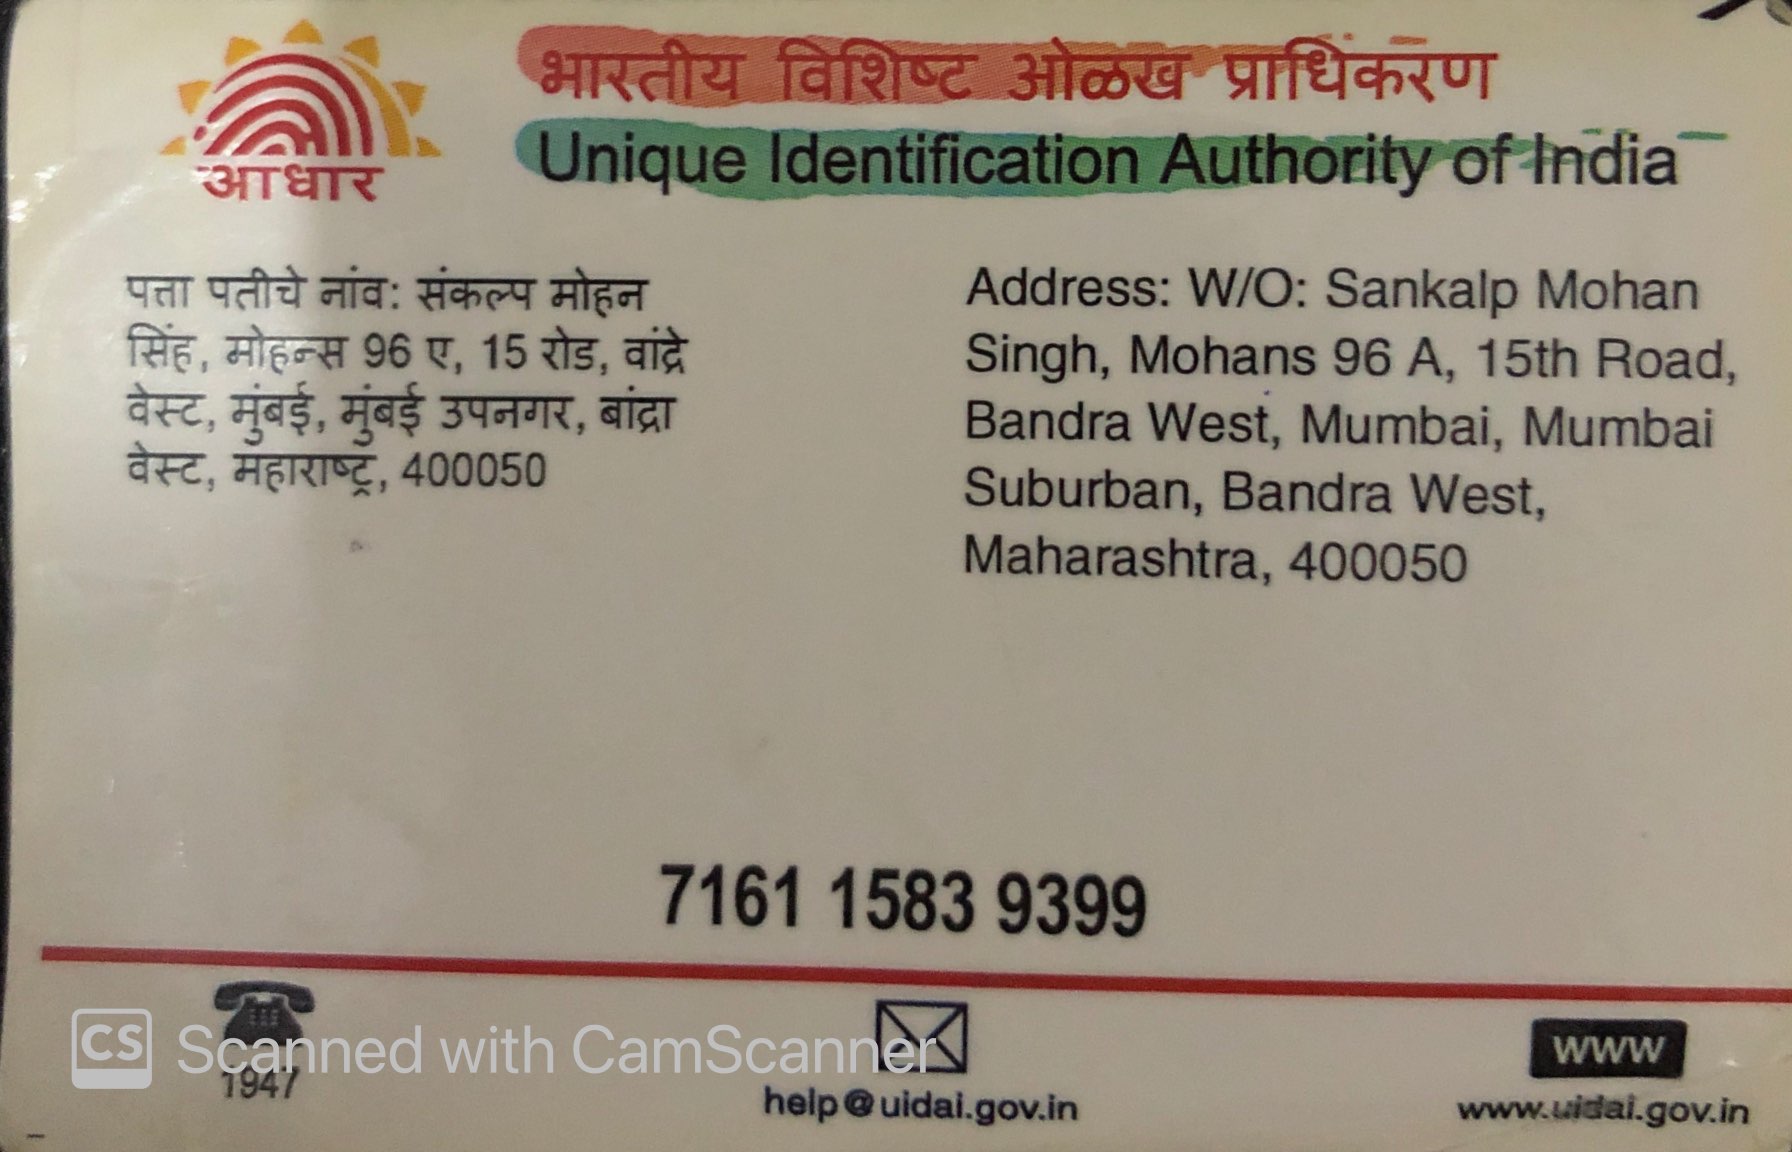 आधार
भारतीय विशिष्ट ओळख प्राधिकरण
Unique Identification Authority of India
पत्ता पतीचे नांव: संकल्प मोहन
सिंह, मोहन्स 96 ए, 15 रोड, वांद्रे
वेस्ट, मुंबई, मुंबई उपनगर, बांद्रा
वेस्ट, महाराष्ट्र, 400050
Address: W/O: Sankalp Mohan
Singh, Mohans 96 A, 15th Road,
Bandra West, Mumbai, Mumbai
Suburban, Bandra West,
Maharashtra, 400050
7161 1583 9399
CS Scanned with CamScanner
1947
help@uidai.gov.in
WWW
www.uidai.gov.in